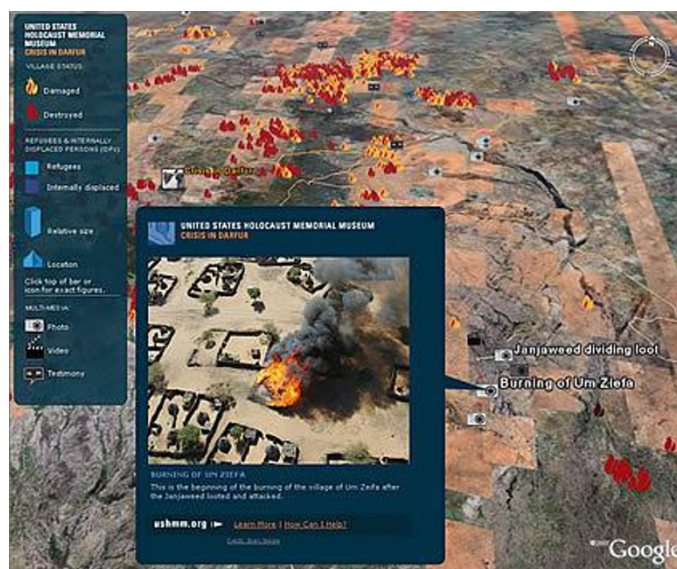 UNITED STATES
HOLOCAUST MEMORIAL
MUSEUM
CRISIS IN DARFUR
VILLAGE STATUS:
Damaged
Destroyed
REFUGEES & INTERNALLY
DISPLACED PERSONS (IDPs)
Refugees
Internally displaced
Relative size
Location
Click top of bar or
icon for exact figures.
MULTI-MEDIA:
Photo
Video
Testimony
Crisis in Darfur
UNITED STATES HOLOCAUST MEMORIAL MUSEUM
CRISIS IN DARFUR
BURNING OF UM ZIEFA
This is the beginning of the burning of the village of Um Zeifa after
the Janjaweed looted and attacked.
ushmm.org Learn More | How Can I Help?
Janjaweed dividing loot
Burning of Um Ziefa
Google